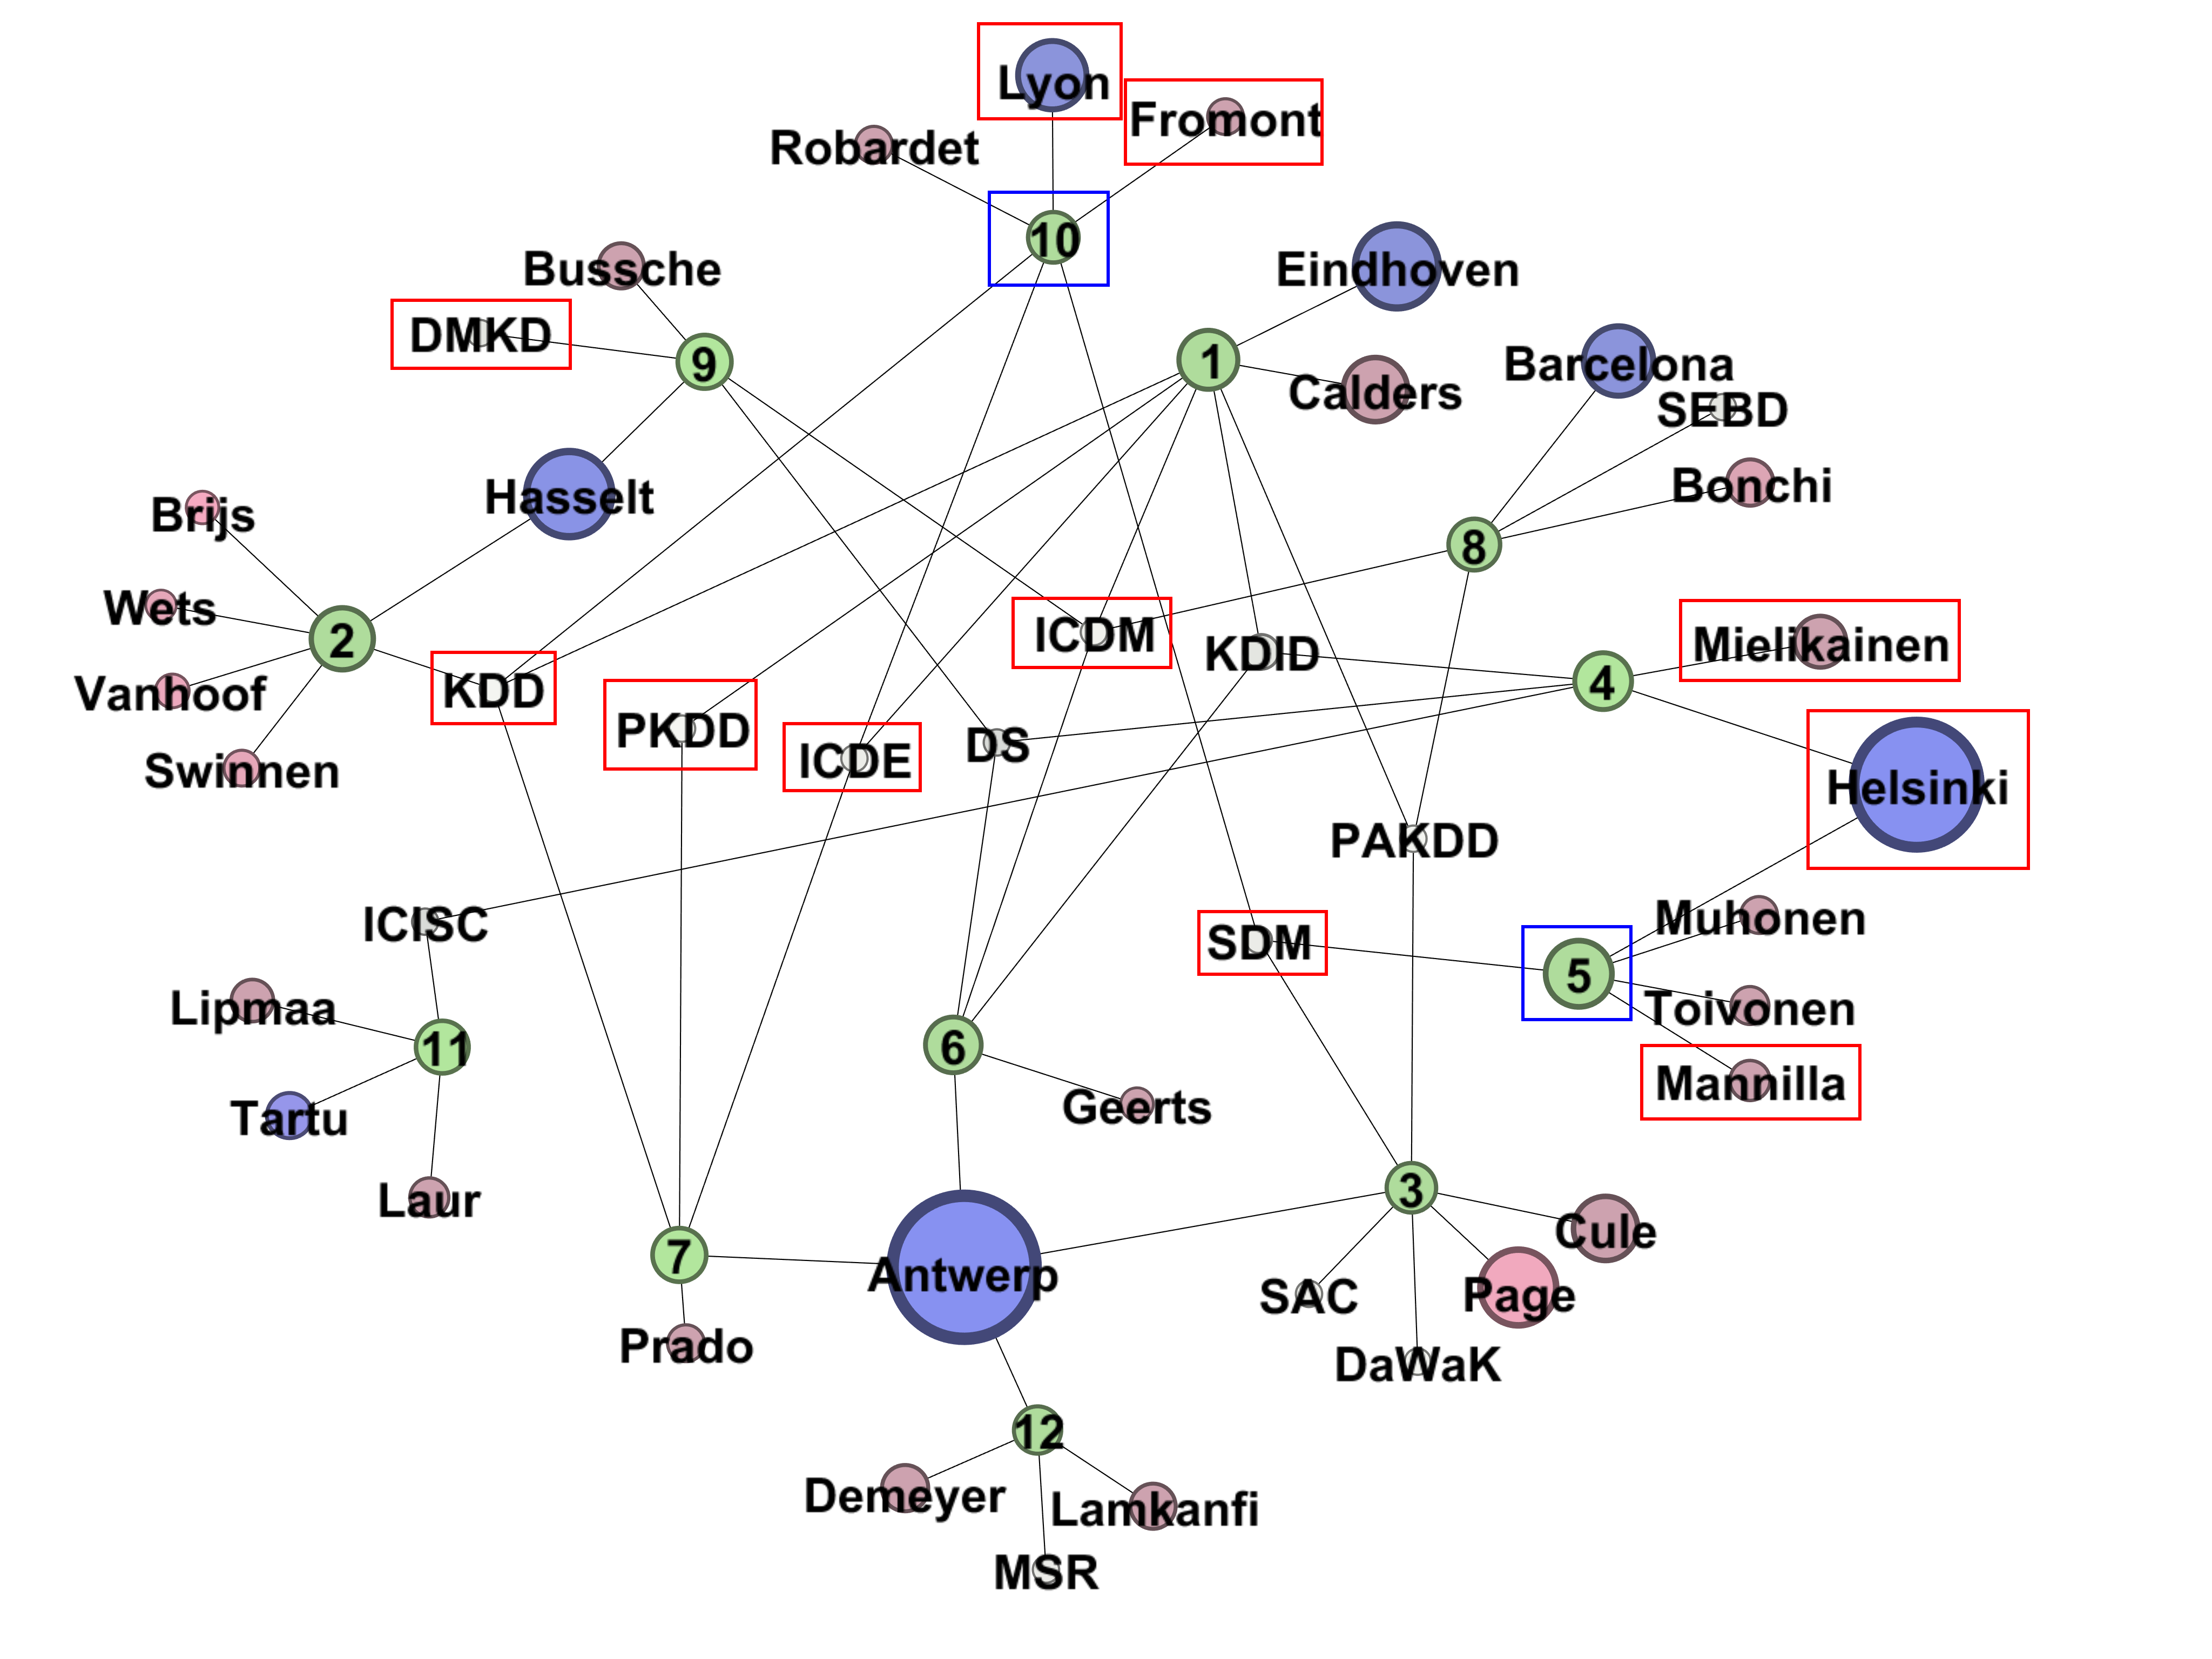 Lyon
Fromont
Robardet
10
Bussche
Eindhoven
DMKD
9
1
Barcelona
Calders
SEBD
Hasselt
Bonchi
Brijs
8
Wets
2
ICDM
KDID
Mielikainen
Vanhoof
KDD
4
PKDD
DS
ICDE
Swinnen
Helsinki
PAKDD
ICISC
Muhonen
SDM
5
Lipmaa
Toivonen
11
6
Mannilla
Tartu
Geerts
Laur
3
Cule
7
Antwerp
SAC
Page
Prado
DaWaK
12
Demeyer
Lamkanfi
MSR